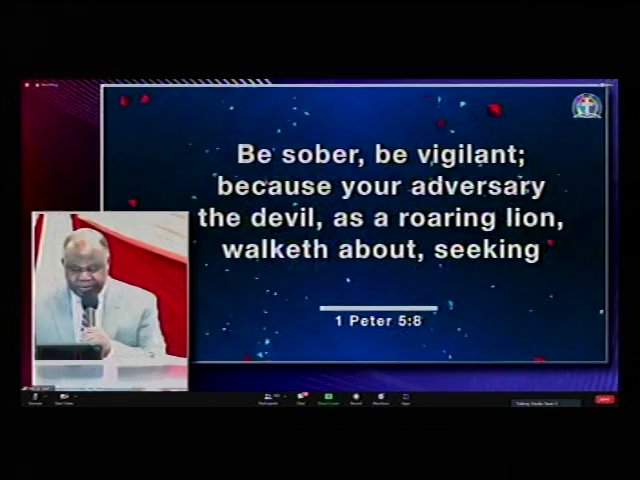 Be sober, be vigilant;
because your adversary
the devil, as a roaring lion,
walketh about, seeking
1 Peter 5:8